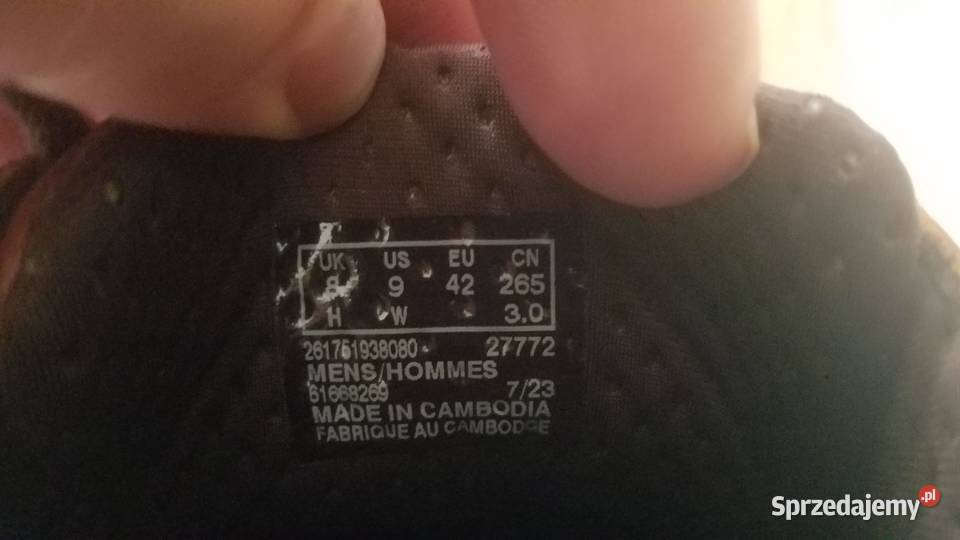 UK US EU CN
8 9 42 265
H W 3.0
261751938080 27772
MENS/HOMMES
61668269 7/23
MADE IN CAMBODIA
FABRIQUE AU CAMBODGE
Sprzedajemy.pl